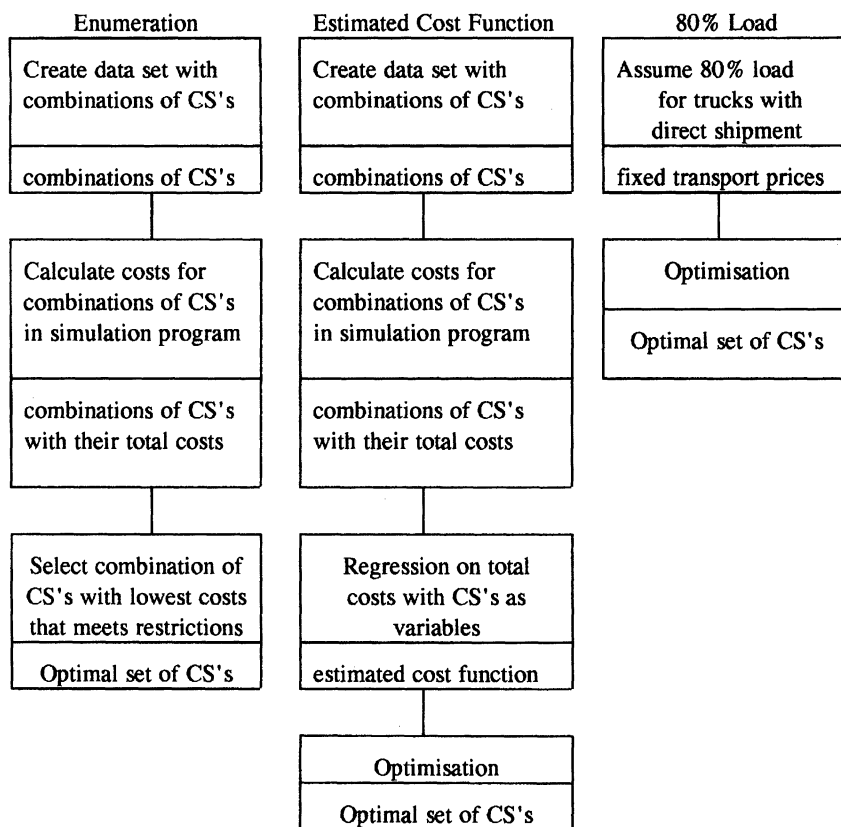 Enumeration
Create data set with
combinations of CS's
combinations of CS's
Calculate costs for
combinations of CS's
in simulation program
combinations of CS's
with their total costs
Select combination of
CS's with lowest costs
that meets restrictions
Optimal set of CS's
Estimated Cost Function
Create data set with
combinations of CS's
combinations of CS's
Calculate costs for
combinations of CS's
in simulation program
combinations of CS's
with their total costs
Regression on total
costs with CS's as
variables
estimated cost function
Optimisation
Optimal set of CS's
80% Load
Assume 80% load
for trucks with
direct shipment
fixed transport prices
Optimisation
Optimal set of CS's